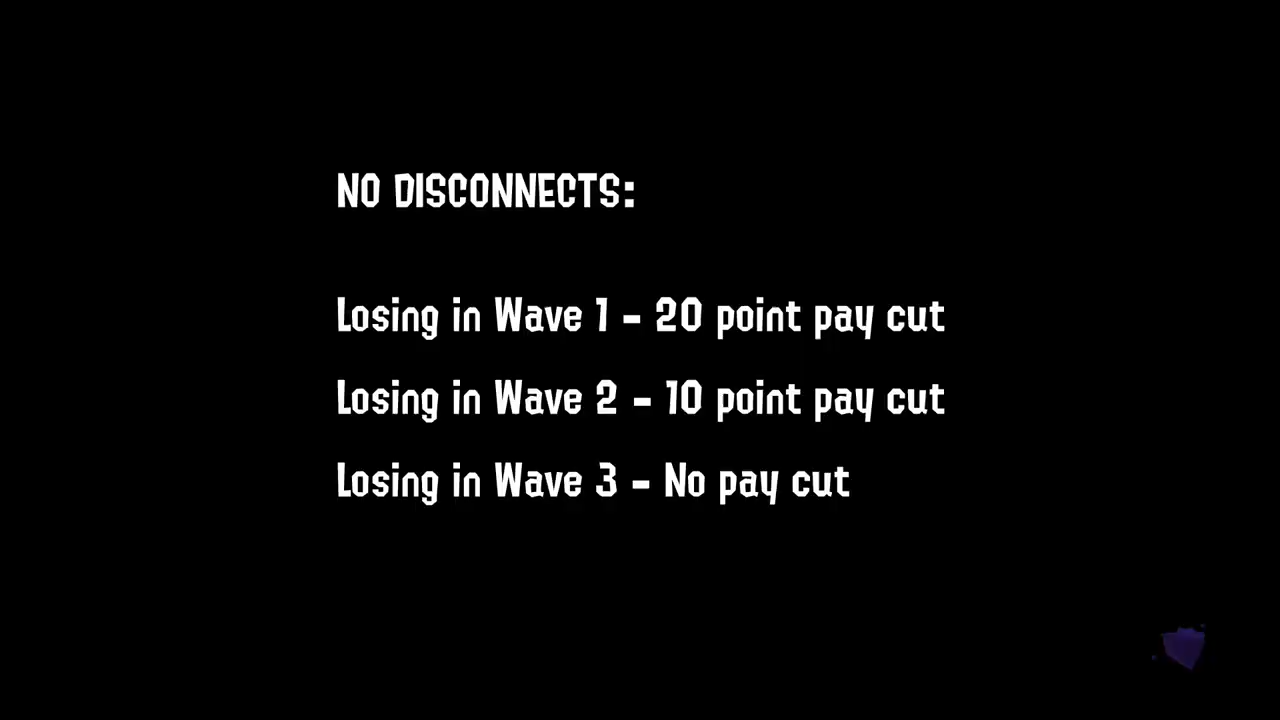 NO DISCONNECTS:
Losing in Wave 1 - 20 point pay cut
Losing in Wave 2 - 10 point pay cut
Losing in Wave 3 - No pay cut